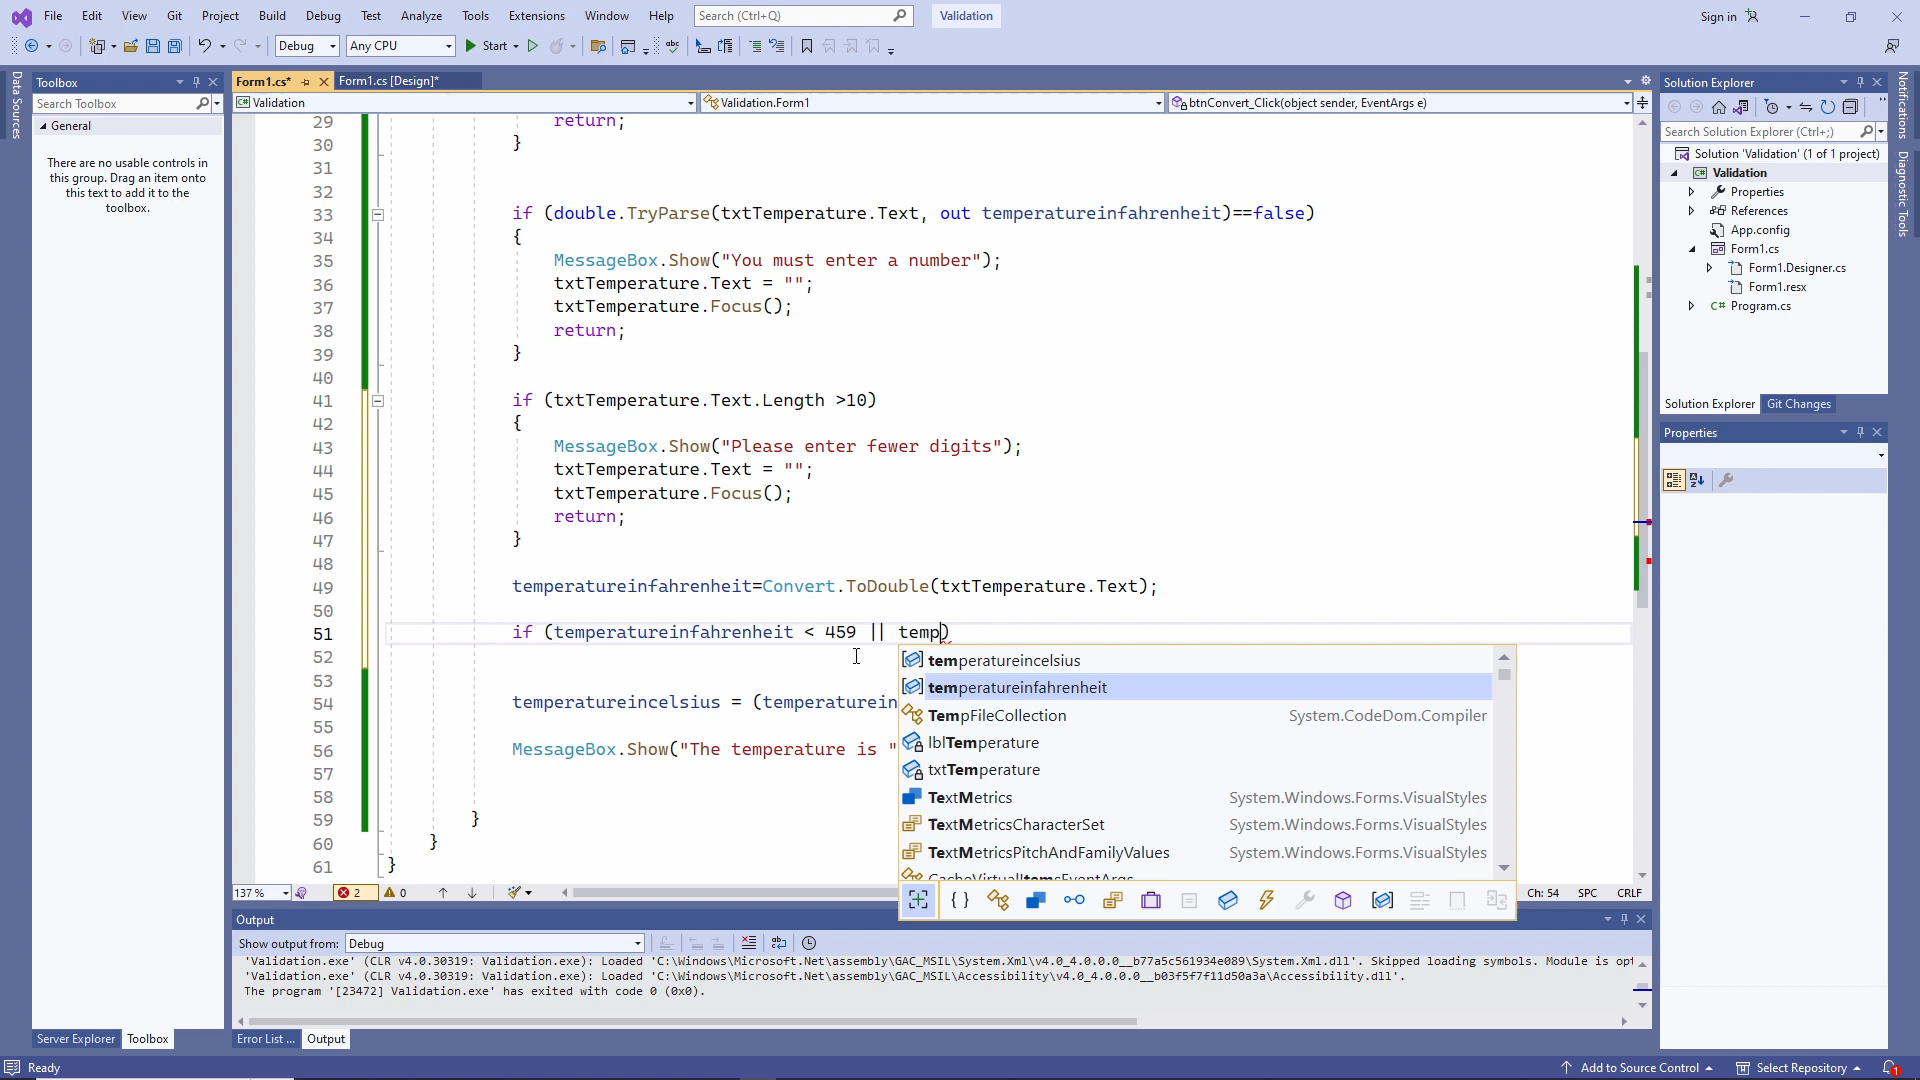 File Edit View Git Project Build Debug Test Analyze Tools Extensions Window Help Search (Ctrl+Q) Validation Sign in
Debug Any CPU Start
Data Sources
Toolbox
Search Toolbox
General
There are no usable controls in
this group. Drag an item onto
this text to add it to the
toolbox.
Server Explorer Toolbox
Form1.cs* Form1.cs [Design]*
Validation Validation.Form1 btnConvert_Click(object sender, EventArgs e)
29 return;
30 }
31
32
33 if (double.TryParse(txtTemperature.Text, out temperatureinfahrenheit)==false)
34 {
35 MessageBox.Show("You must enter a number");
36 txtTemperature.Text = "";
37 txtTemperature.Focus();
38 return;
39 }
40
41 if (txtTemperature.Text.Length >10)
42 {
43 MessageBox.Show("Please enter fewer digits");
44 txtTemperature.Text = "";
45 txtTemperature.Focus();
46 return;
47 }
48
49 temperatureinfahrenheit=Convert.ToDouble(txtTemperature.Text);
50
51 if (temperatureinfahrenheit < 459 || temp)
52
53
54 temperatureincelsius = (temperaturein
55
56 MessageBox.Show("The temperature is "
57
58
59 }
60 }
61 }
temperatureincelsius
temperatureinfahrenheit
TempFileCollection System.CodeDom.Compiler
lblTemperature
txtTemperature
TextMetrics System.Windows.Forms.VisualStyles
TextMetricsCharacterSet System.Windows.Forms.VisualStyles
TextMetricsPitchAndFamilyValues System.Windows.Forms.VisualStyles
CacheVirtualItemsEventArgs
137 % 2 0 Ch: 54 SPC CRLF
Output
Show output from: Debug
'Validation.exe' (CLR v4.0.30319: Validation.exe): Loaded 'C:\Windows\Microsoft.Net\assembly\GAC_MSIL\System.Xml\v4.0_4.0.0.0__b77a5c561934e089\System.Xml.dll'. Skipped loading symbols. Module is opt
'Validation.exe' (CLR v4.0.30319: Validation.exe): Loaded 'C:\Windows\Microsoft.Net\assembly\GAC_MSIL\Accessibility\v4.0_4.0.0.0__b03f5f7f11d50a3a\Accessibility.dll'.
The program '[23472] Validation.exe' has exited with code 0 (0x0).
Error List ... Output
Solution Explorer
Search Solution Explorer (Ctrl+;)
Solution 'Validation' (1 of 1 project)
Validation
Properties
References
App.config
Form1.cs
Form1.Designer.cs
Form1.resx
Program.cs
Solution Explorer Git Changes
Properties
Notifications
Diagnostic Tools
Ready Add to Source Control Select Repository 1